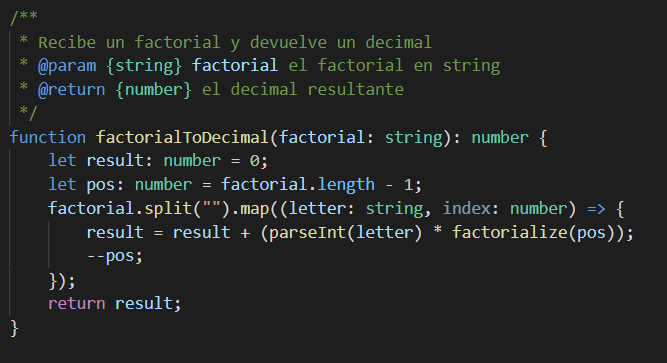 /**
 * Recibe un factorial y devuelve un decimal
 * @param {string} factorial el factorial en string
 * @return {number} el decimal resultante
 */
function factorialToDecimal(factorial: string): number {
    let result: number = 0;
    let pos: number = factorial.length - 1;
    factorial.split("").map((letter: string, index: number) => {
        result = result + (parseInt(letter) * factorialize(pos));
        --pos;
    });
    return result;
}